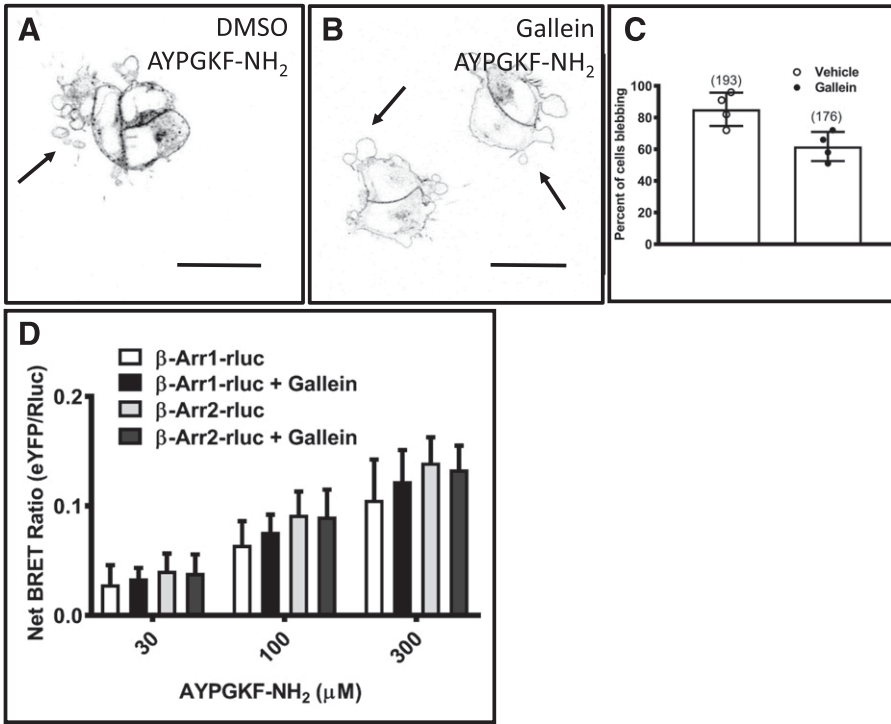 A
DMSO
AYPGKF-NH2
B
Gallein
AYPGKF-NH2
C
Vehicle
Gallein
(193)
(176)
Percent of cells blebbing
100
80
60
40
20
0
D
β-Arr1-rluc
β-Arr1-rluc + Gallein
β-Arr2-rluc
β-Arr2-rluc + Gallein
Net BRET Ratio (eYFP/Rluc)
0.2
0.1
0.0
30
100
300
AYPGKF-NH2 (μM)